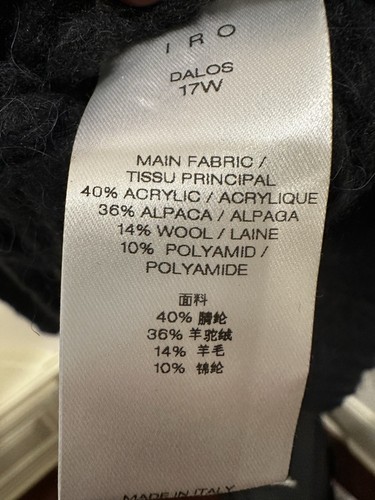 IRO
DALOS
17W
MAIN FABRIC /
TISSU PRINCIPAL
40% ACRYLIC / ACRYLIQUE
36% ALPACA / ALPAGA
14% WOOL / LAINE
10% POLYAMID /
POLYAMIDE
面料
40% 腈纶
36% 羊驼绒
14% 羊毛
10% 锦纶
MADE IN ITALY